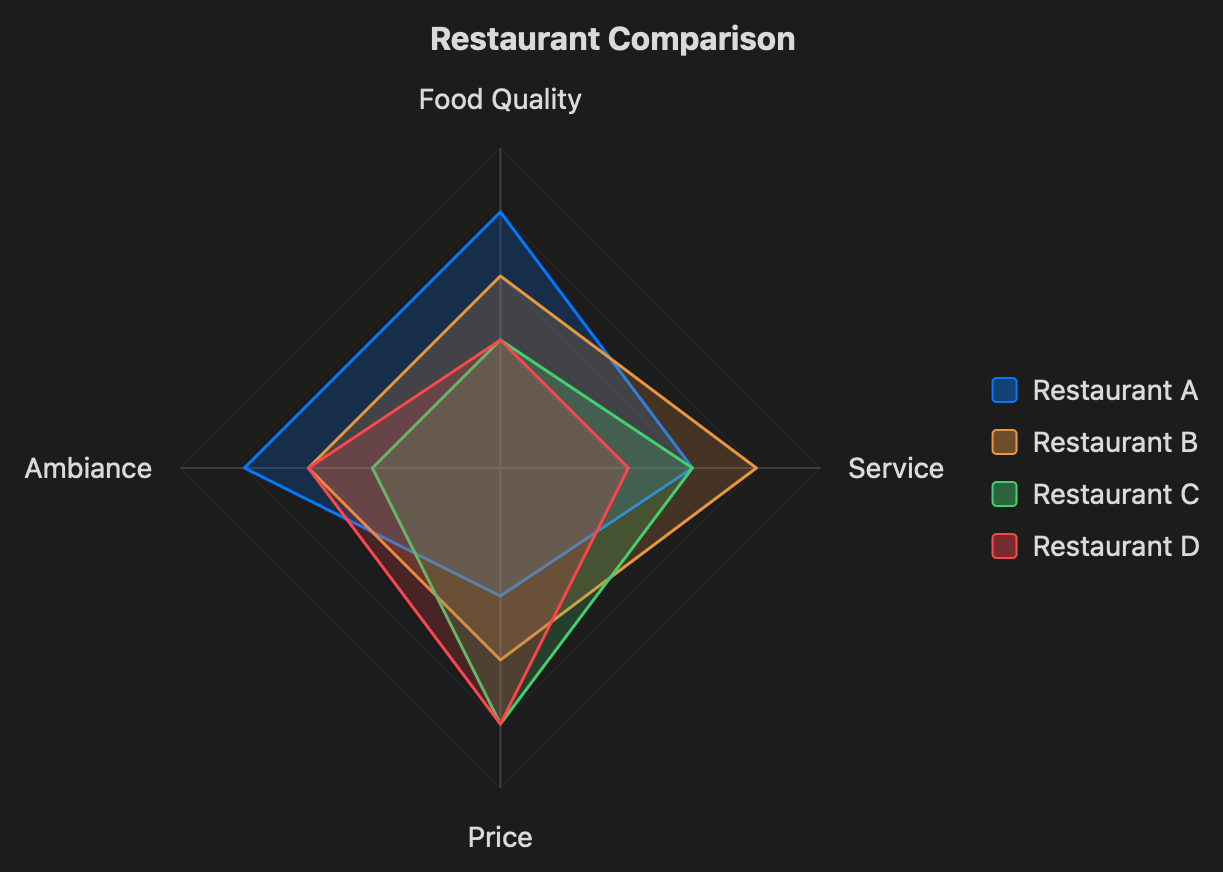 Restaurant Comparison
Food Quality
Ambiance
Service
Price
Restaurant A
Restaurant B
Restaurant C
Restaurant D